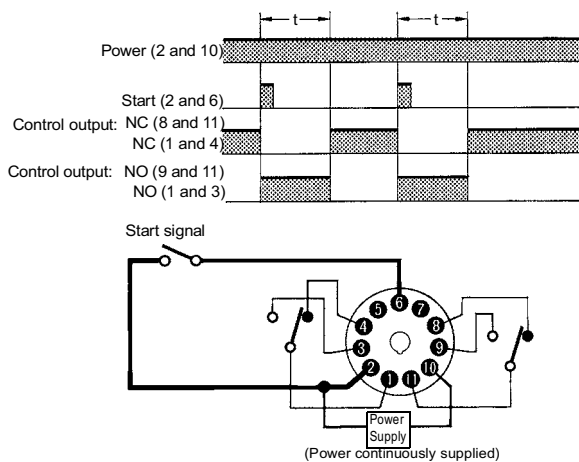 t t
Power (2 and 10)
Start (2 and 6)
Control output: NC (8 and 11)
NC (1 and 4)
Control output: NO (9 and 11)
NO (1 and 3)
Start signal
6
5 7
4 8
3 9
2 10
1 11
Power
Supply
(Power continuously supplied)